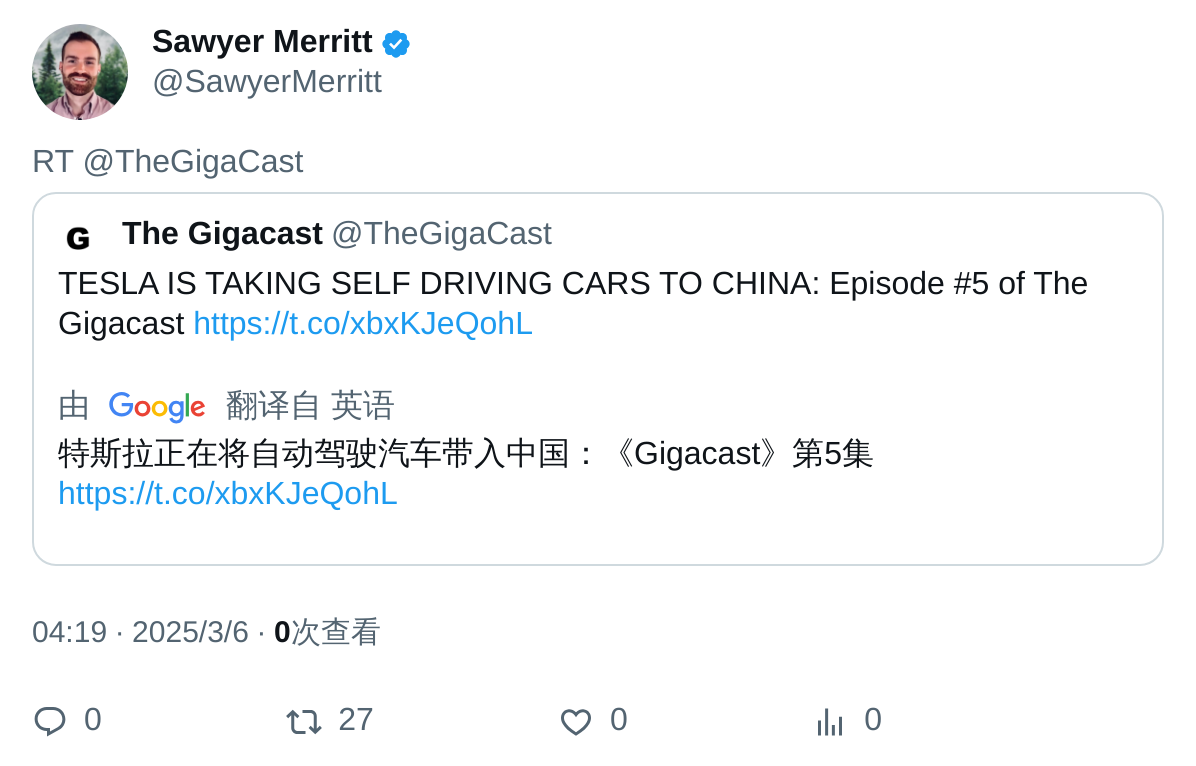 Sawyer Merritt
@SawyerMerritt
RT @TheGigaCast
G The Gigacast @TheGigaCast
TESLA IS TAKING SELF DRIVING CARS TO CHINA: Episode #5 of The
Gigacast https://t.co/xbxKJeQohL
由 Google 翻译自 英语
特斯拉正在将自动驾驶汽车带入中国：《Gigacast》第5集
https://t.co/xbxKJeQohL
04:19 · 2025/3/6 · 0次查看
0 27 0 0